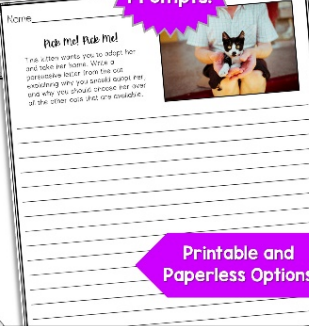 Prompts!
Name
Pick Me! Pick Me!
This kitten wants you to adopt her
and take her home. Write a
persuasive letter from the cat
explaining why you should adopt her,
and why you should choose her over
all the other cats that are available.
Printable and
Paperless Options